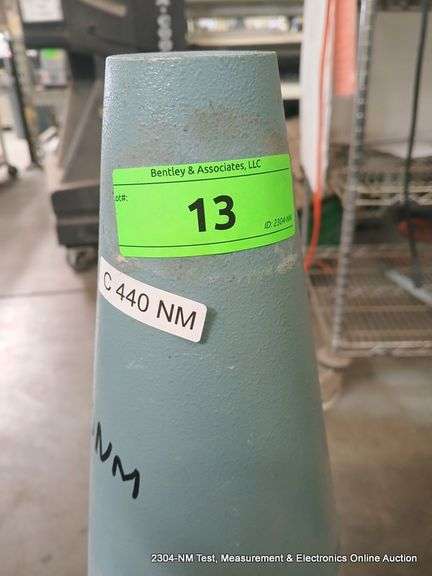 Bentley & Associates, LLC
Lot#:
13
ID: 2304-NM
C 440 NM
NM
2304-NM Test, Measurement & Electronics Online Auction